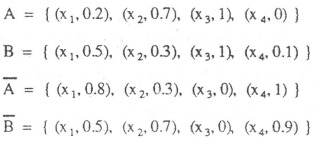 A = { (x₁, 0.2), (x₂, 0.7), (x₃, 1), (x₄, 0) }
B = { (x₁, 0.5), (x₂, 0.3), (x₃, 1), (x₄, 0.1) }
A̅ = { (x₁, 0.8), (x₂, 0.3), (x₃, 0), (x₄, 1) }
B̅ = { (x₁, 0.5), (x₂, 0.7), (x₃, 0), (x₄, 0.9) }